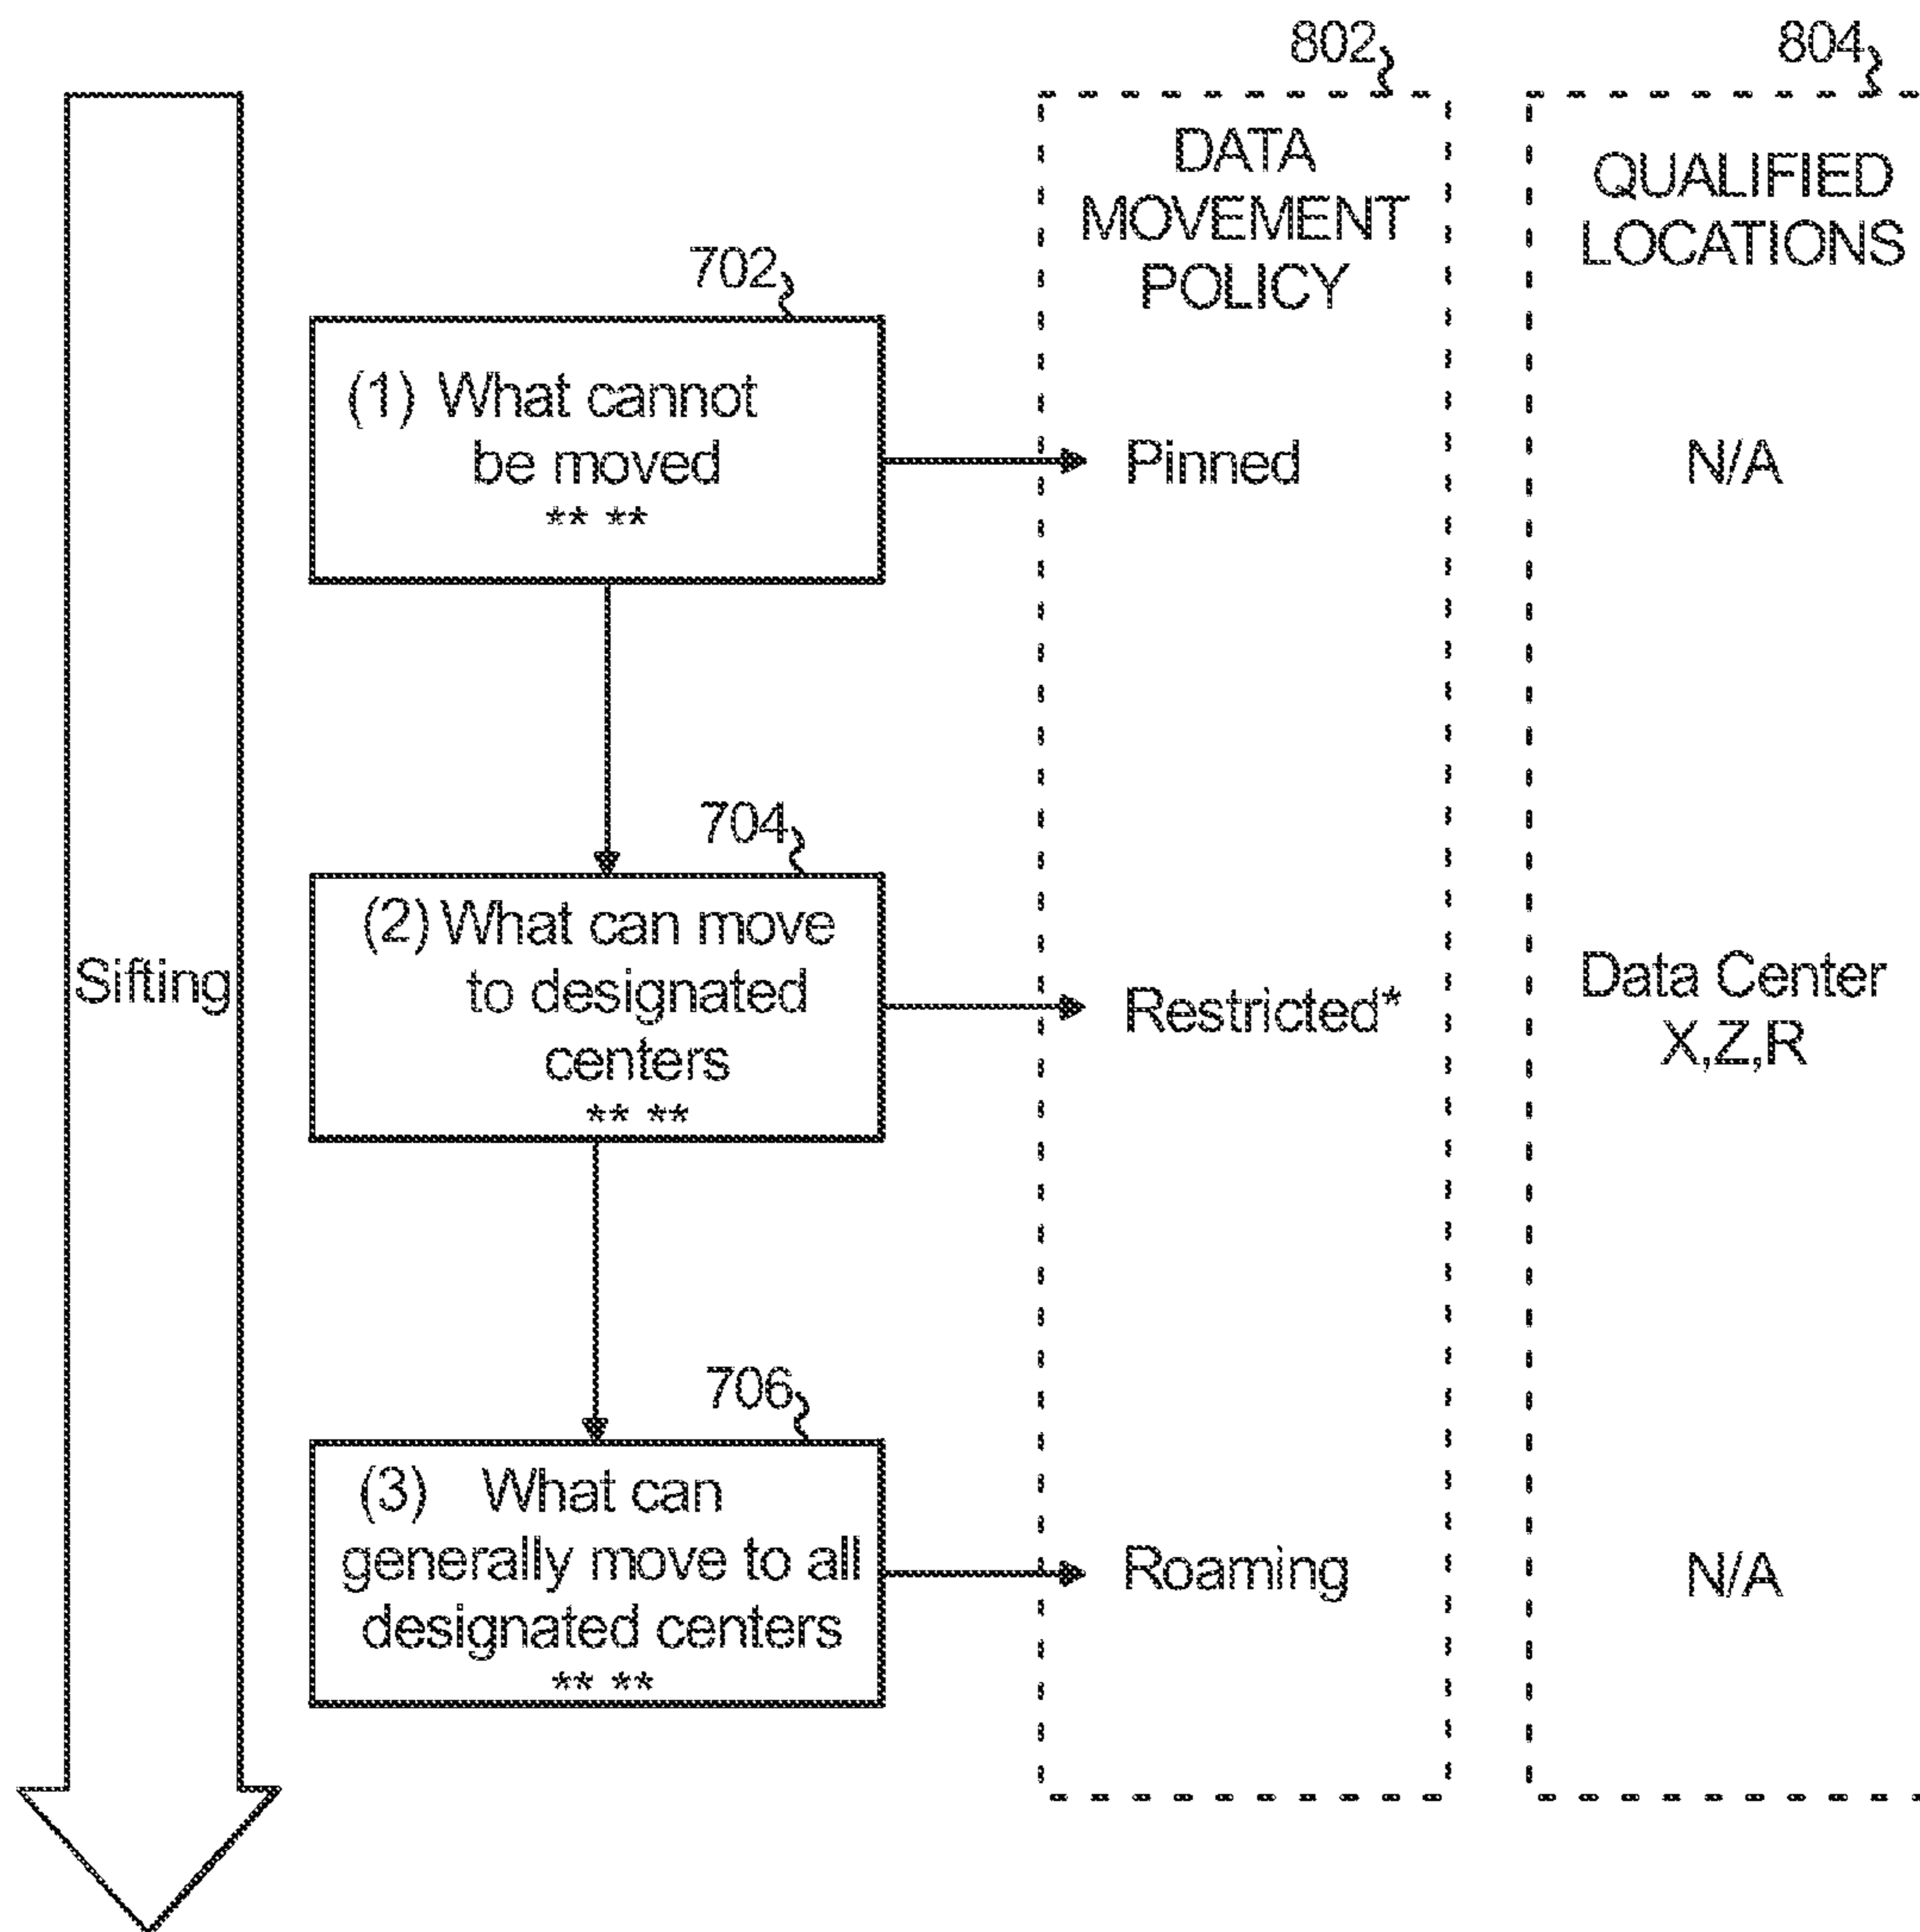 802
804
DATA
MOVEMENT
POLICY
QUALIFIED
LOCATIONS
702
(1) What cannot
be moved
** **
Pinned
N/A
704
(2) What can move
to designated
centers
** **
Sifting
Restricted*
Data Center
X,Z,R
706
(3) What can
generally move to all
designated centers
** **
Roaming
N/A